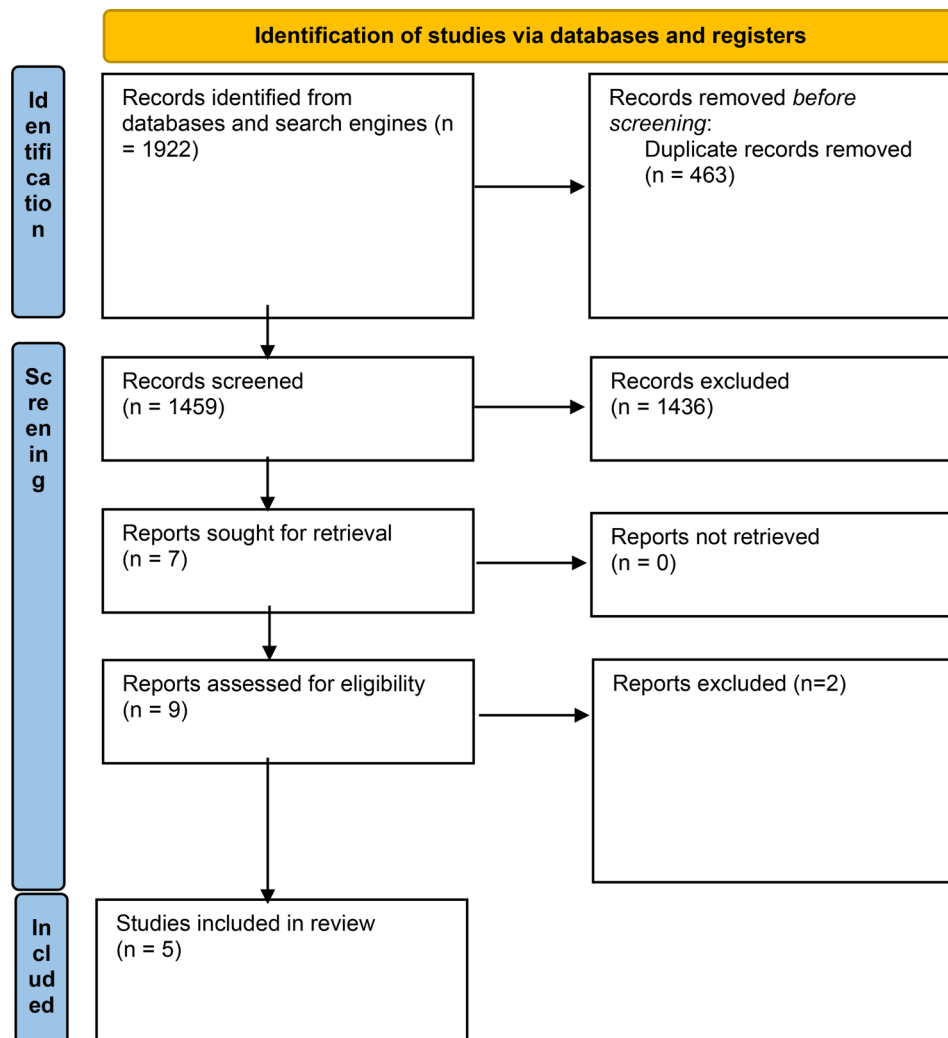 Identification of studies via databases and registers
Id
en
tifi
ca
tio
n
Records identified from
databases and search engines (n
= 1922)
Records removed before
screening:
Duplicate records removed
(n = 463)
Sc
re
en
in
g
Records screened
(n = 1459)
Records excluded
(n = 1436)
Reports sought for retrieval
(n = 7)
Reports not retrieved
(n = 0)
Reports assessed for eligibility
(n = 9)
Reports excluded (n=2)
In
cl
ud
ed
Studies included in review
(n = 5)